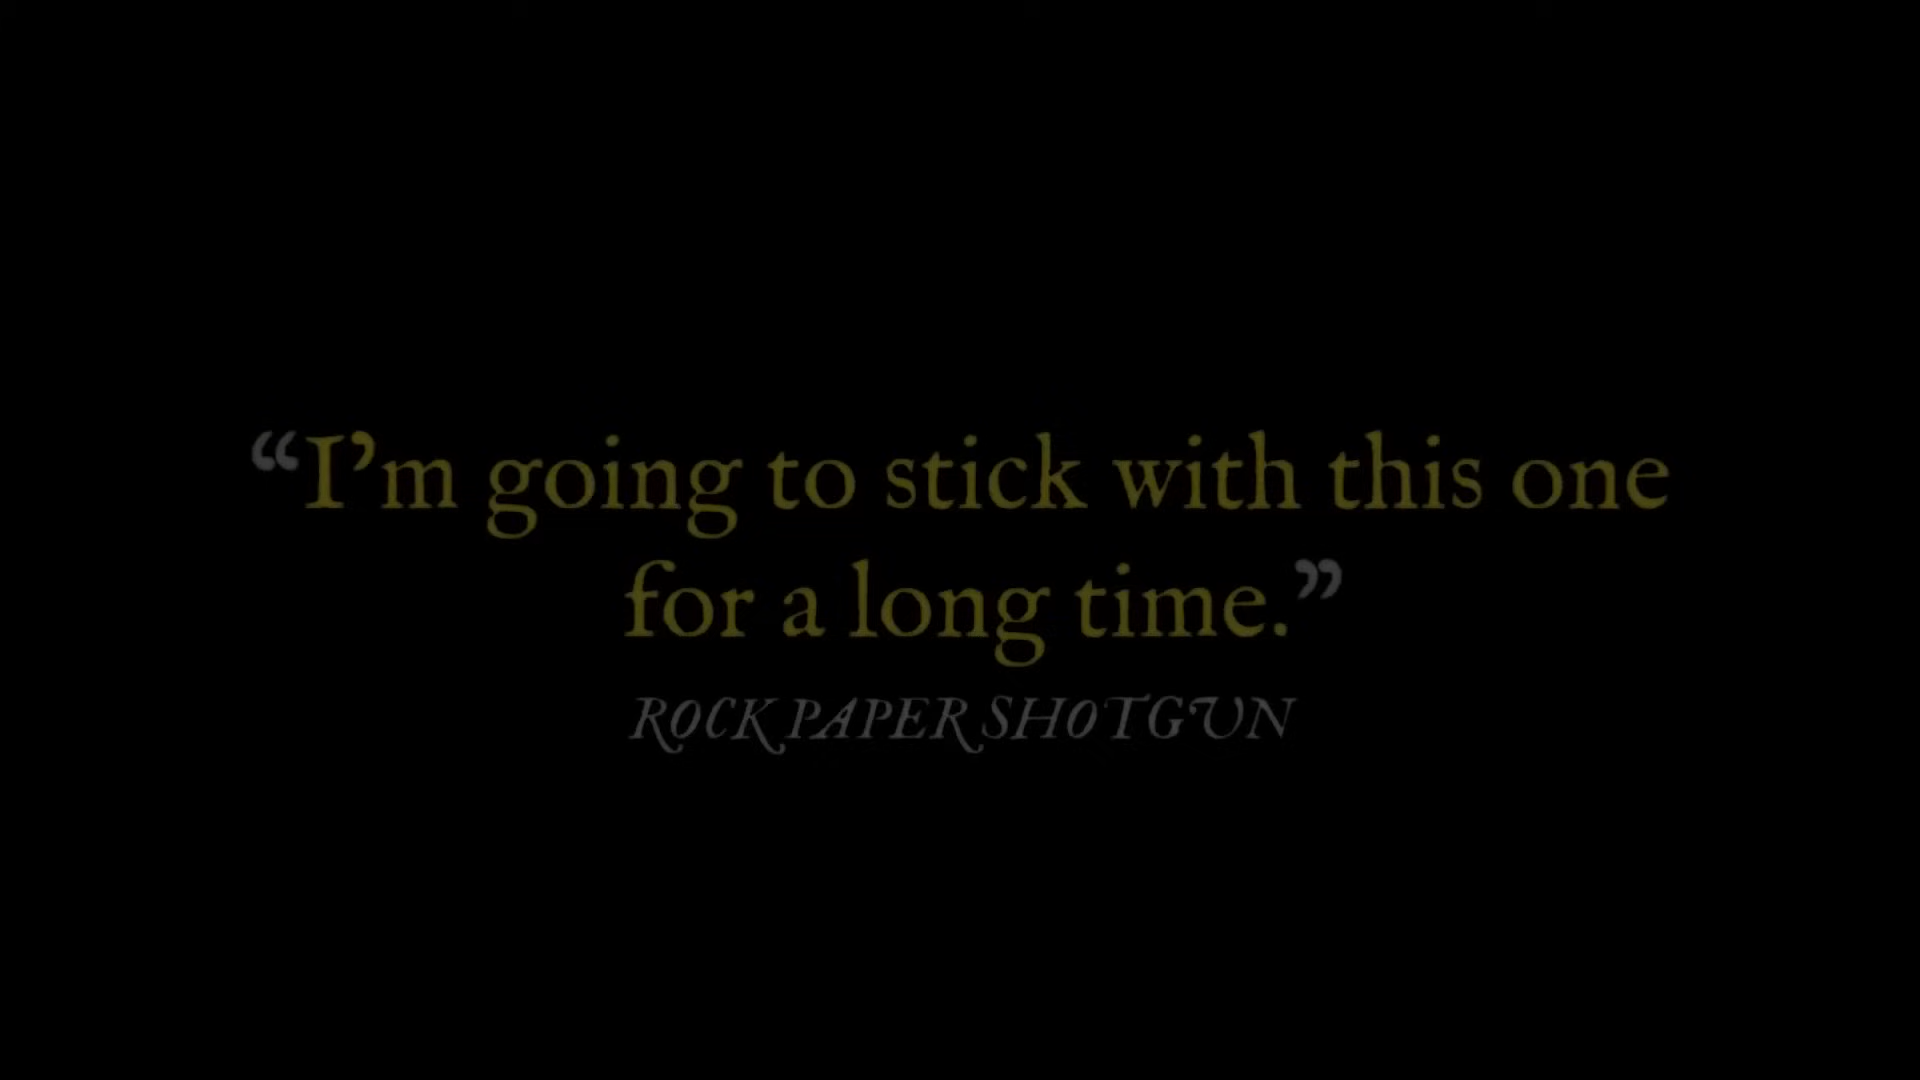 “I’m going to stick with this one
for a long time.”
ROCK PAPER SHOTGUN